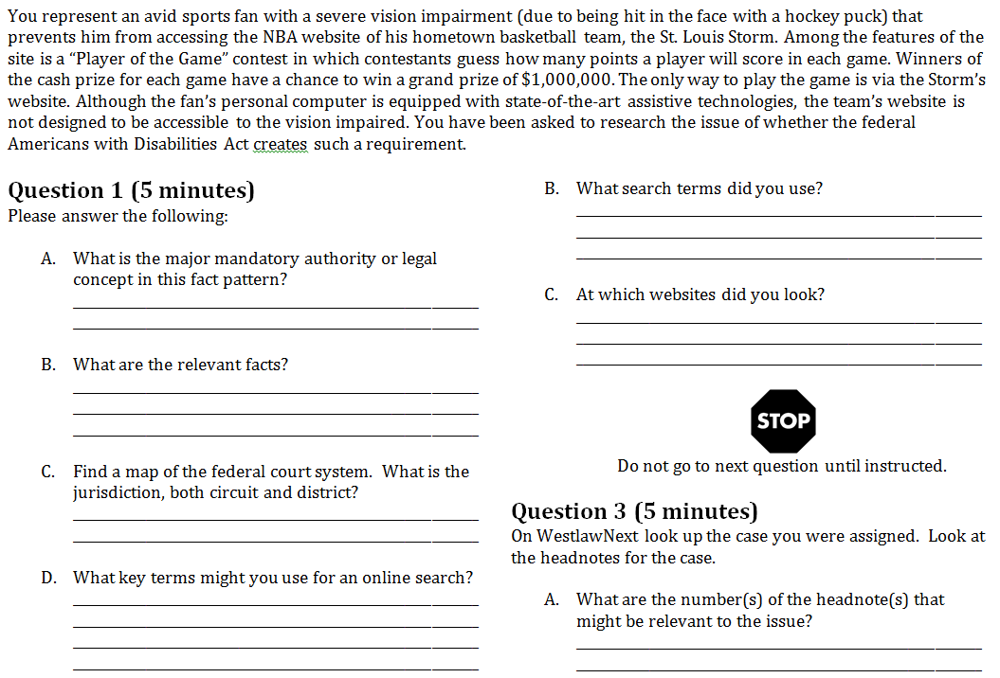 You represent an avid sports fan with a severe vision impairment (due to being hit in the face with a hockey puck) that
prevents him from accessing the NBA website of his hometown basketball team, the St. Louis Storm. Among the features of the
site is a “Player of the Game” contest in which contestants guess how many points a player will score in each game. Winners of
the cash prize for each game have a chance to win a grand prize of $1,000,000. The only way to play the game is via the Storm’s
website. Although the fan’s personal computer is equipped with state-of-the-art assistive technologies, the team’s website is
not designed to be accessible to the vision impaired. You have been asked to research the issue of whether the federal
Americans with Disabilities Act creates such a requirement.
Question 1 (5 minutes)
Please answer the following:
A. What is the major mandatory authority or legal
concept in this fact pattern?
B. What are the relevant facts?
C. Find a map of the federal court system. What is the
jurisdiction, both circuit and district?
D. What key terms might you use for an online search?
B. What search terms did you use?
C. At which websites did you look?
STOP
Do not go to next question until instructed.
Question 3 (5 minutes)
On WestlawNext look up the case you were assigned. Look at
the headnotes for the case.
A. What are the number(s) of the headnote(s) that
might be relevant to the issue?